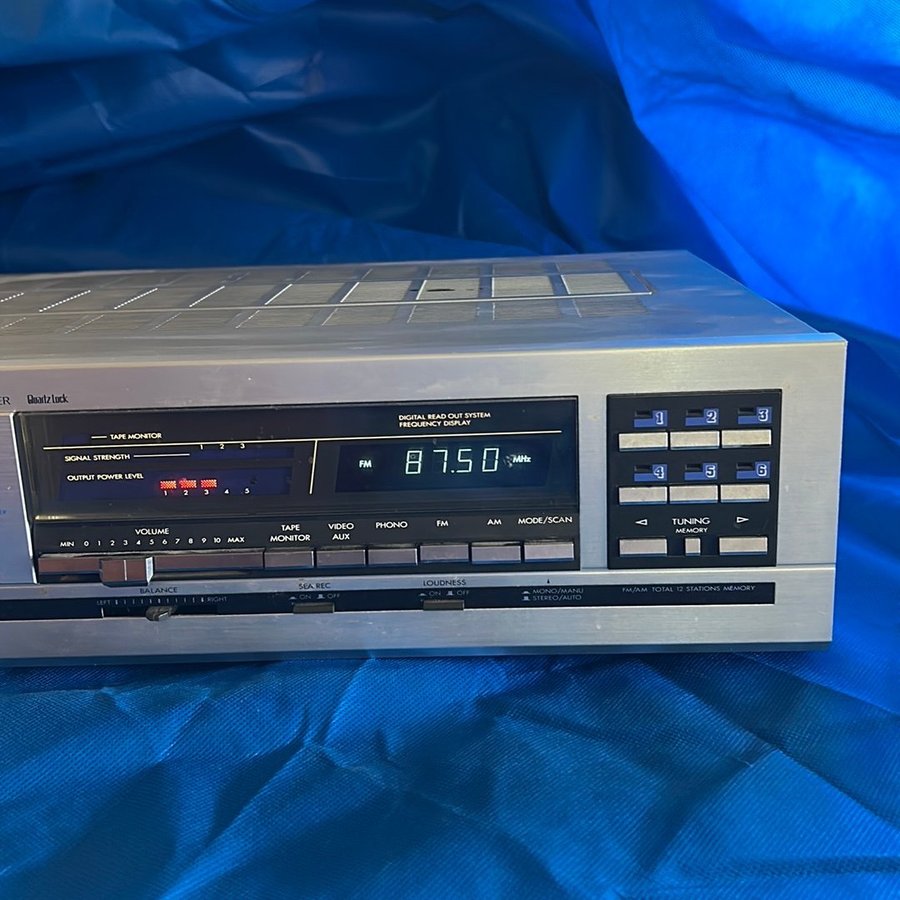 ER Quartz Lock
TAPE MONITOR
1 2 3
SIGNAL STRENGTH
OUTPUT POWER LEVEL
1 2 3 4 5
DIGITAL READ OUT SYSTEM
FREQUENCY DISPLAY
FM 87.50 MHz
1 2 3
4 5 6
TUNING
MEMORY
VOLUME
MIN 0 1 2 3 4 5 6 7 8 9 10 MAX
TAPE
MONITOR
VIDEO
AUX
PHONO
FM
AM
MODE/SCAN
BALANCE
LEFT RIGHT
SEA REC
ON OFF
LOUDNESS
ON OFF
MONO/MANU
STEREO/AUTO
FM/AM TOTAL 12 STATIONS MEMORY